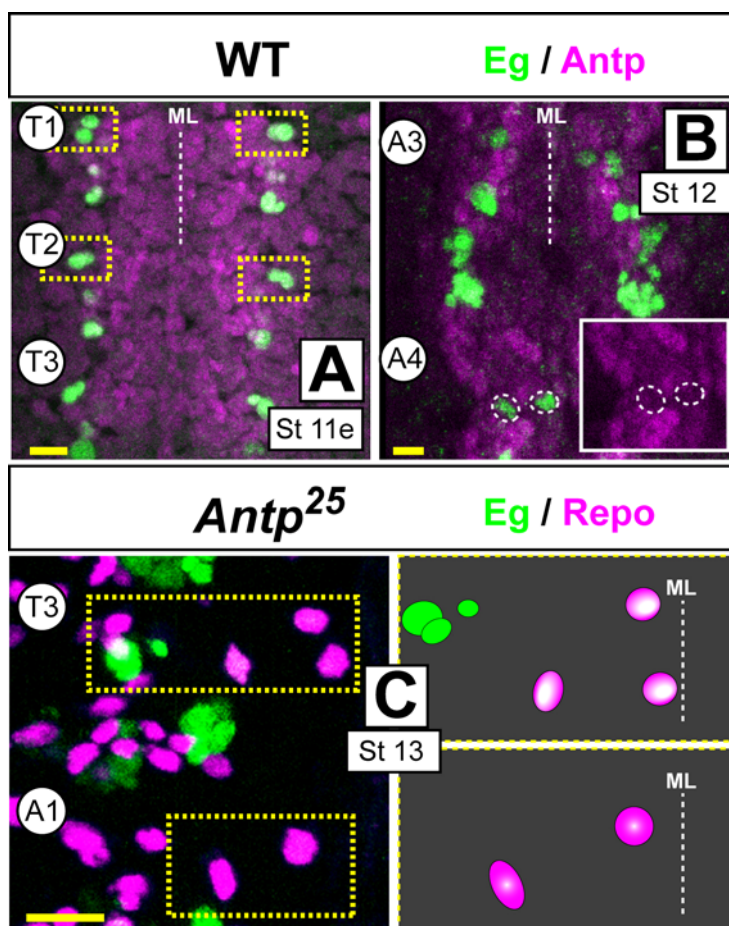 WT
Eg / Antp
T1
ML
T2
T3
A
St 11e
A3
ML
B
St 12
A4
Antp25
Eg / Repo
T3
C
St 13
A1
ML
ML